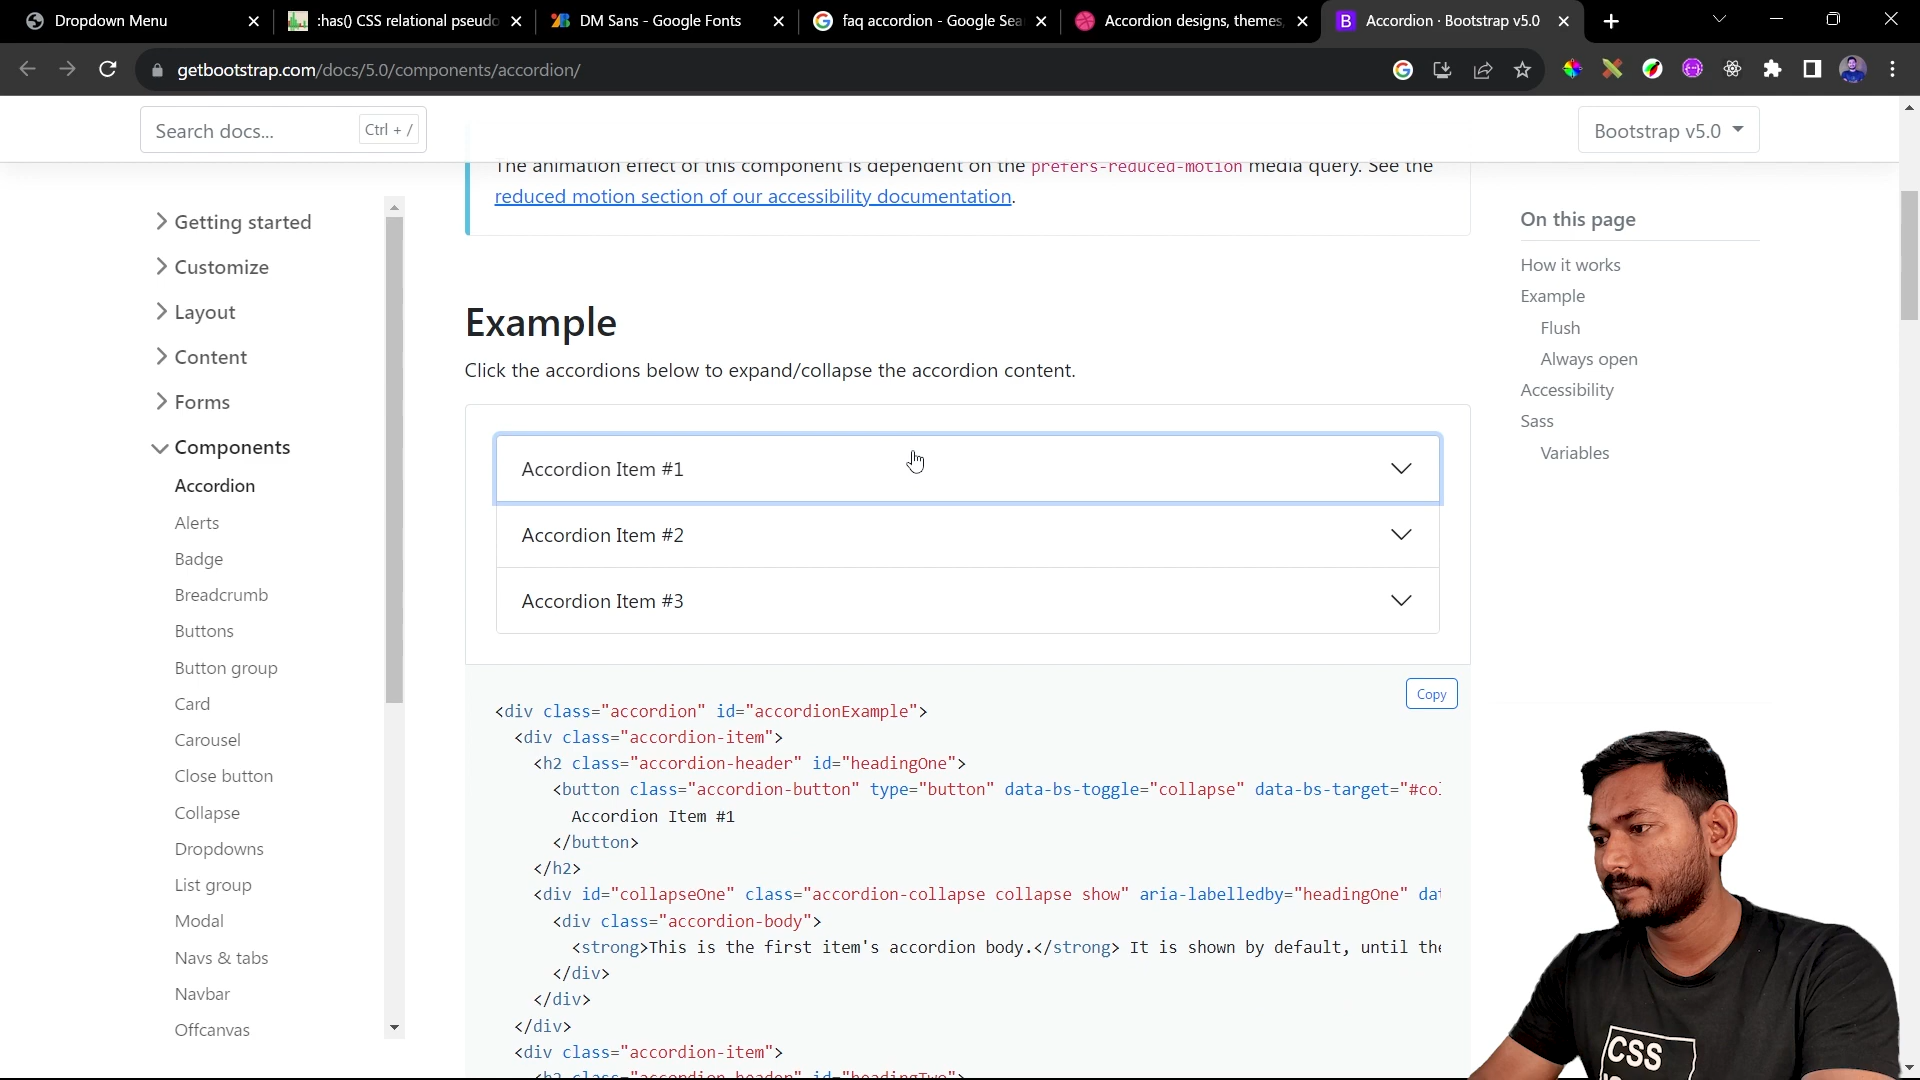 Dropdown Menu
:has() CSS relational pseudo
DM Sans - Google Fonts
faq accordion - Google Sea
Accordion designs, themes,
B Accordion · Bootstrap v5.0
getbootstrap.com/docs/5.0/components/accordion/
Search docs... Ctrl + /
Bootstrap v5.0
The animation effect of this component is dependent on the prefers-reduced-motion media query. See the
reduced motion section of our accessibility documentation.
Getting started
Customize
Layout
Content
Forms
Components
Accordion
Alerts
Badge
Breadcrumb
Buttons
Button group
Card
Carousel
Close button
Collapse
Dropdowns
List group
Modal
Navs & tabs
Navbar
Offcanvas
Example
Click the accordions below to expand/collapse the accordion content.
Accordion Item #1
Accordion Item #2
Accordion Item #3
Copy
<div class="accordion" id="accordionExample">
<div class="accordion-item">
<h2 class="accordion-header" id="headingOne">
<button class="accordion-button" type="button" data-bs-toggle="collapse" data-bs-target="#col
Accordion Item #1
</button>
</h2>
<div id="collapseOne" class="accordion-collapse collapse show" aria-labelledby="headingOne" dat
<div class="accordion-body">
<strong>This is the first item's accordion body.</strong> It is shown by default, until the
</div>
</div>
</div>
<div class="accordion-item">
<h2 class="accordion-header" id="headingTwo">
On this page
How it works
Example
Flush
Always open
Accessibility
Sass
Variables
CSS